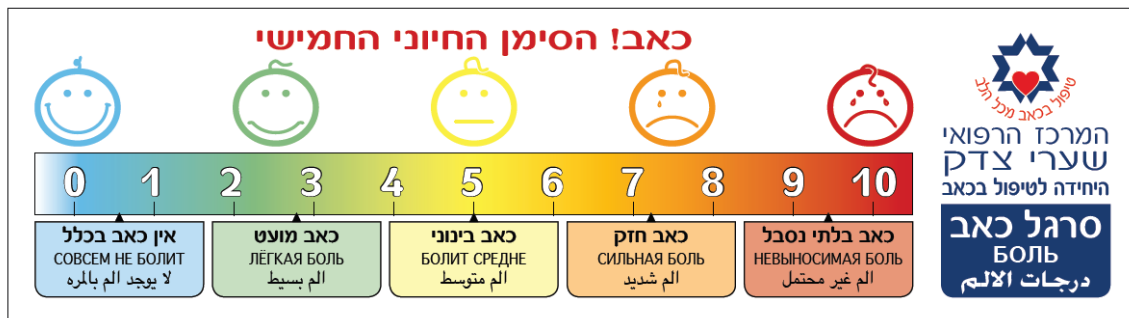 כאב! הסימן החיוני החמישי
0 1 2 3 4 5 6 7 8 9 10
אין כאב בכלל
СОВСЕМ НЕ БОЛИТ
لا يوجد الم بالمره
כאב מועט
ЛЁГКАЯ БОЛЬ
الم بسيط
כאב בינוני
БОЛИТ СРЕДНЕ
الم متوسط
כאב חזק
СИЛЬНАЯ БОЛЬ
الم شديد
כאב בלתי נסבל
НЕВЫНОСИМАЯ БОЛЬ
الم غير محتمل
טיפול בכאב מכל הלב
המרכז הרפואי
שערי צדק
היחידה לטיפול בכאב
סרגל כאב
БОЛЬ
درجات الالم